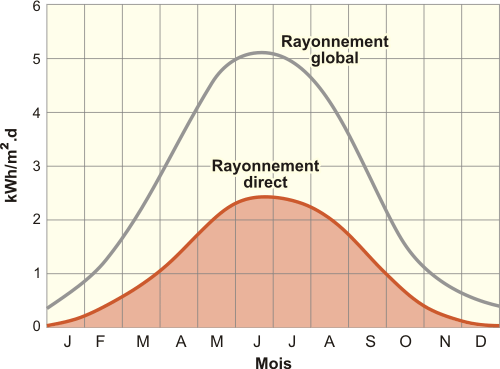 6
5
4
3
2
1
0
kWh/m².d
Rayonnement
global
Rayonnement
direct
J F M A M J J A S O N D
Mois